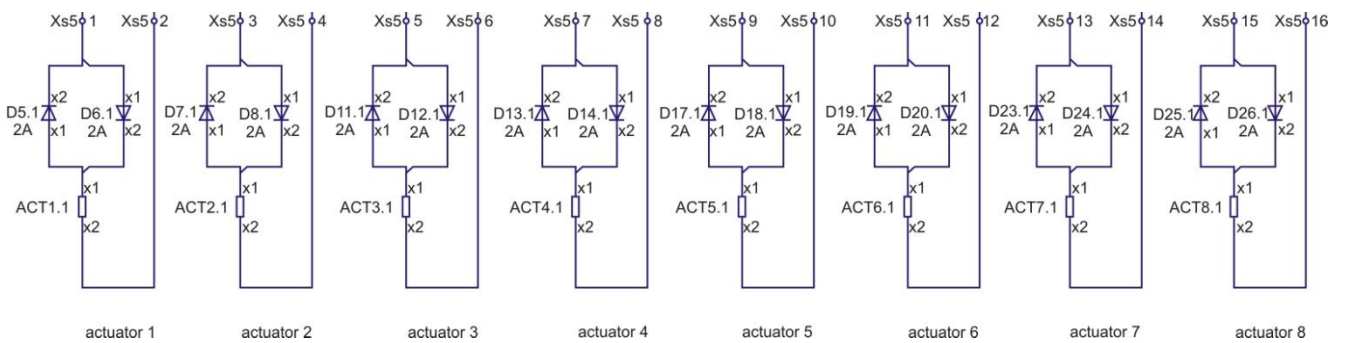 Xs5 1 Xs5 2 Xs5 3 Xs5 4 Xs5 5 Xs5 6 Xs5 7 Xs5 8 Xs5 9 Xs5 10 Xs5 11 Xs5 12 Xs5 13 Xs5 14 Xs5 15 Xs5 16
x2 x1 x2 x1 x2 x1 x2 x1 x2 x1 x2 x1 x2 x1 x2 x1
D5.1 D6.1 D7.1 D8.1 D11.1 D12.1 D13.1 D14.1 D17.1 D18.1 D19.1 D20.1 D23.1 D24.1 D25.1 D26.1
2A x1 2A x2 2A x1 2A x2 2A x1 2A x2 2A x1 2A x2 2A x1 2A x2 2A x1 2A x2 2A x1 2A x2 2A x1 2A x2
x1 x1 x1 x1 x1 x1 x1 x1
ACT1.1 ACT2.1 ACT3.1 ACT4.1 ACT5.1 ACT6.1 ACT7.1 ACT8.1
x2 x2 x2 x2 x2 x2 x2 x2
actuator 1 actuator 2 actuator 3 actuator 4 actuator 5 actuator 6 actuator 7 actuator 8